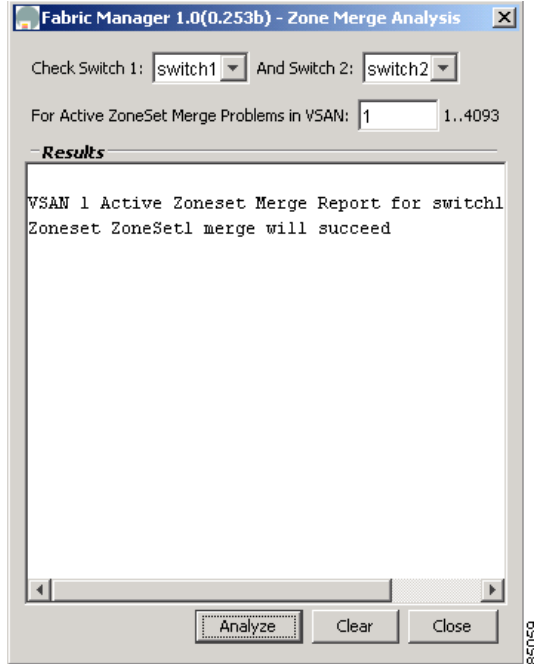 Fabric Manager 1.0(0.253b) - Zone Merge Analysis
Check Switch 1: switch1 And Switch 2: switch2
For Active ZoneSet Merge Problems in VSAN: 1 1..4093
Results
VSAN 1 Active Zoneset Merge Report for switch1
Zoneset ZoneSet1 merge will succeed
Analyze Clear Close
85059